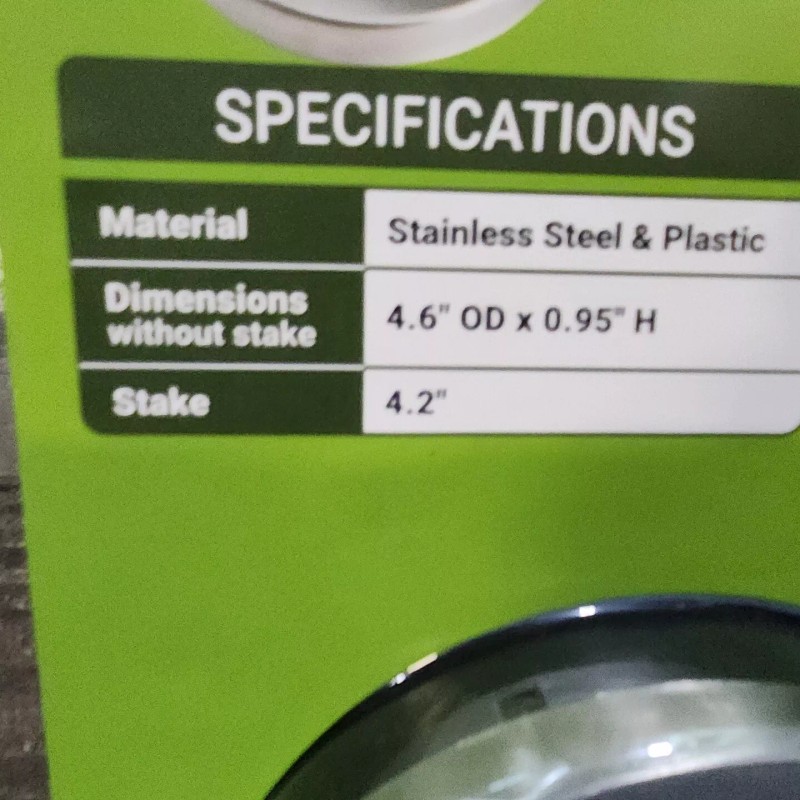 SPECIFICATIONS
Material
Stainless Steel & Plastic
Dimensions
without stake
4.6" OD x 0.95" H
Stake
4.2"